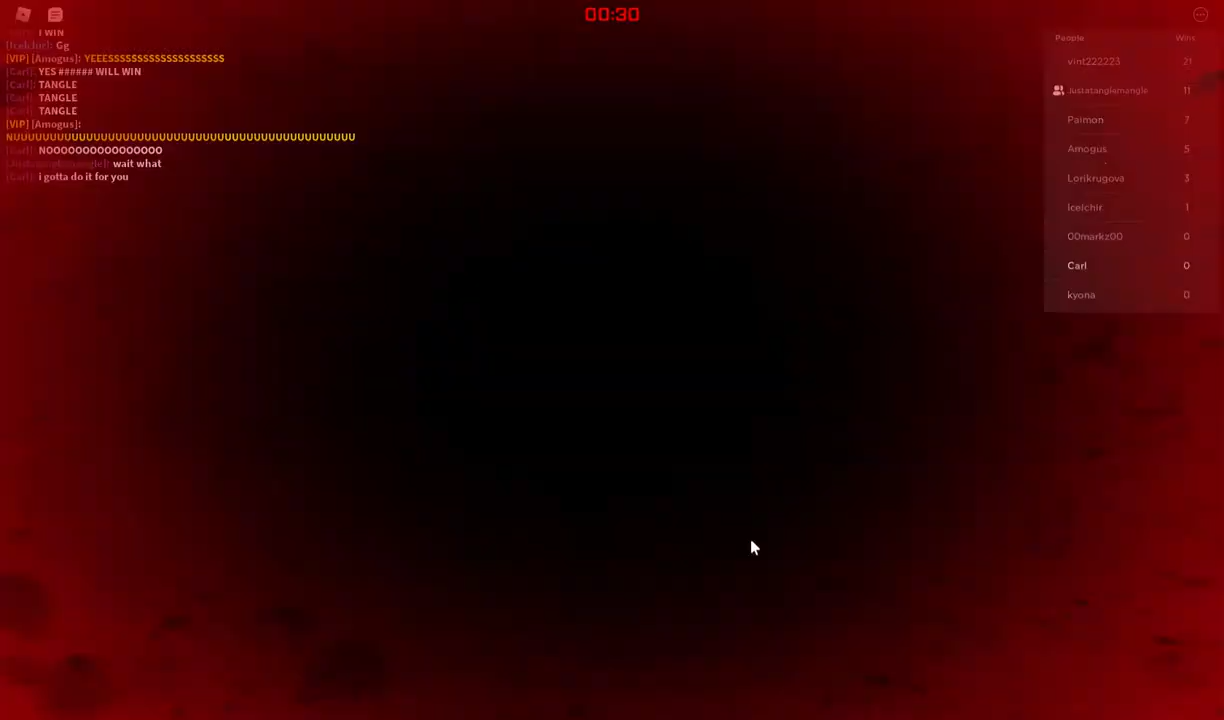 00:30
I WIN
[Icelchir]: Gg
[VIP] [Amogus]: YEEESSSSSSSSSSSSSSSSSSSS
[Carl]: YES ###### WILL WIN
[Carl]: TANGLE
[Carl]: TANGLE
[Carl]: TANGLE
[VIP] [Amogus]:
NUUUUUUUUUUUUUUUUUUUUUUUUUUUUUUUUUUUUUUUUUUUUUU
[Carl]: NOOOOOOOOOOOOOOOO
[Justatanglemangle]: wait what
[Carl]: i gotta do it for you
People Wins
vint222223 21
Justatanglemangle 11
Paimon 7
Amogus 5
Lorikrugova 3
Icelchir 1
00markz00 0
Carl 0
kyona 0